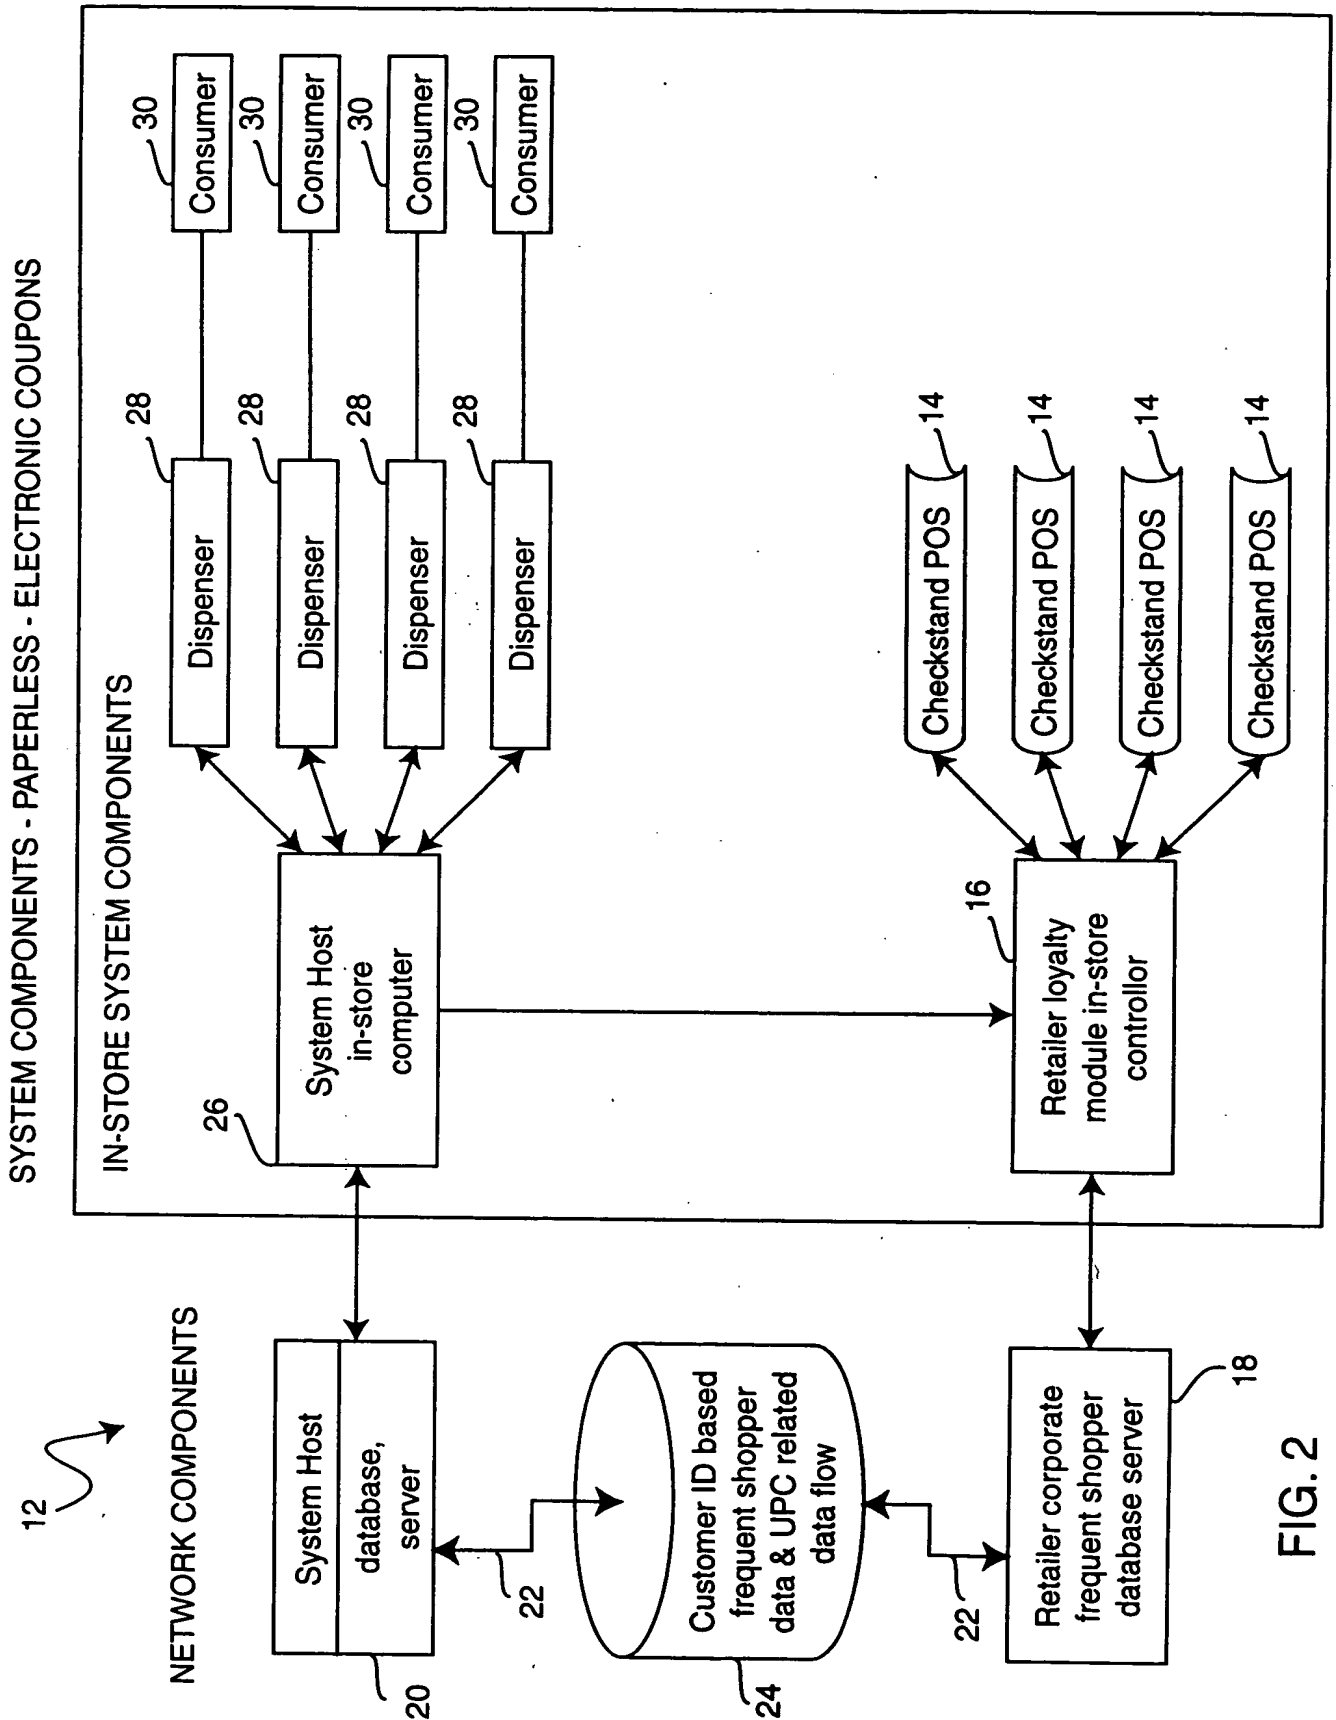 SYSTEM COMPONENTS - PAPERLESS - ELECTRONIC COUPONS
12
NETWORK COMPONENTS
IN-STORE SYSTEM COMPONENTS
System Host
database,
server
20
22
Customer ID based
frequent shopper
data & UPC related
data flow
24
22
Retailer corporate
frequent shopper
database server
18
26
System Host
in-store
computer
16
Retailer loyalty
module in-store
controller
28
Dispenser
30
Consumer
28
Dispenser
30
Consumer
28
Dispenser
30
Consumer
28
Dispenser
30
Consumer
Checkstand POS
14
Checkstand POS
14
Checkstand POS
14
Checkstand POS
14
FIG. 2